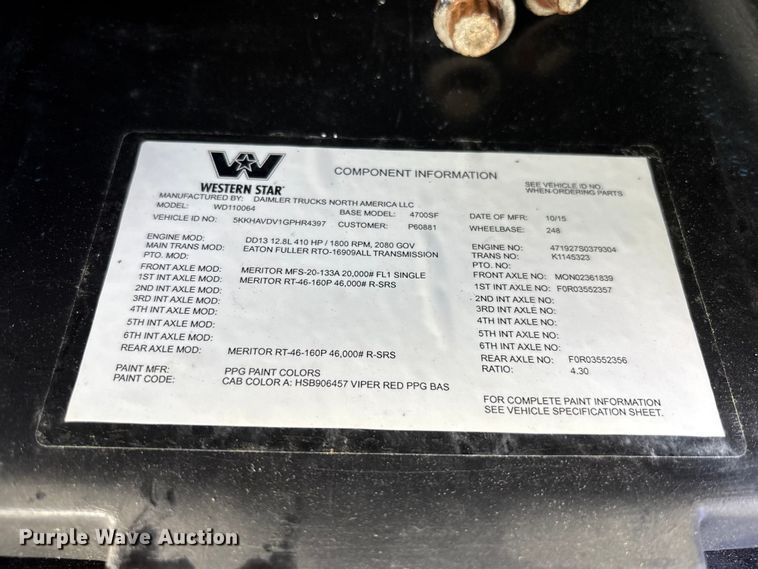 WESTERN STAR
COMPONENT INFORMATION
SEE VEHICLE ID NO.
WHEN ORDERING PARTS
MANUFACTURED BY: DAIMLER TRUCKS NORTH AMERICA LLC
MODEL: WD110064 BASE MODEL: 4700SF DATE OF MFR: 10/15
VEHICLE ID NO: 5KKHAVDV1GPHR4397 CUSTOMER: P60881 WHEELBASE: 248
ENGINE MOD: DD13 12.8L 410 HP / 1800 RPM, 2080 GOV ENGINE NO: 471927S0379304
MAIN TRANS MOD: EATON FULLER RTO-16909ALL TRANSMISSION TRANS NO: K1145323
PTO. MOD: PTO. NO:
FRONT AXLE MOD: MERITOR MFS-20-133A 20,000# FL1 SINGLE FRONT AXLE NO: MON02361839
1ST INT AXLE MOD: MERITOR RT-46-160P 46,000# R-SRS 1ST INT AXLE NO: F0R03552357
2ND INT AXLE MOD: 2ND INT AXLE NO:
3RD INT AXLE MOD: 3RD INT AXLE NO:
4TH INT AXLE MOD: 4TH INT AXLE NO:
5TH INT AXLE MOD: 5TH INT AXLE NO:
6TH INT AXLE MOD: 6TH INT AXLE NO:
REAR AXLE MOD: MERITOR RT-46-160P 46,000# R-SRS REAR AXLE NO: F0R03552356
RATIO: 4.30
PAINT MFR: PPG PAINT COLORS
PAINT CODE: CAB COLOR A: HSB906457 VIPER RED PPG BAS
FOR COMPLETE PAINT INFORMATION
SEE VEHICLE SPECIFICATION SHEET.
Purple Wave Auction